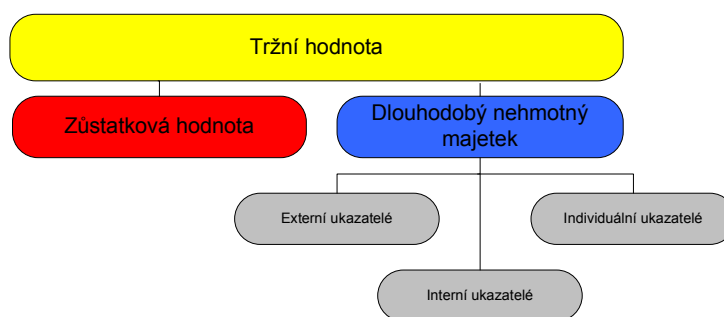 Tržní hodnota
Zůstatková hodnota
Dlouhodobý nehmotný
majetek
Externí ukazatelé
Individuální ukazatelé
Interní ukazatelé